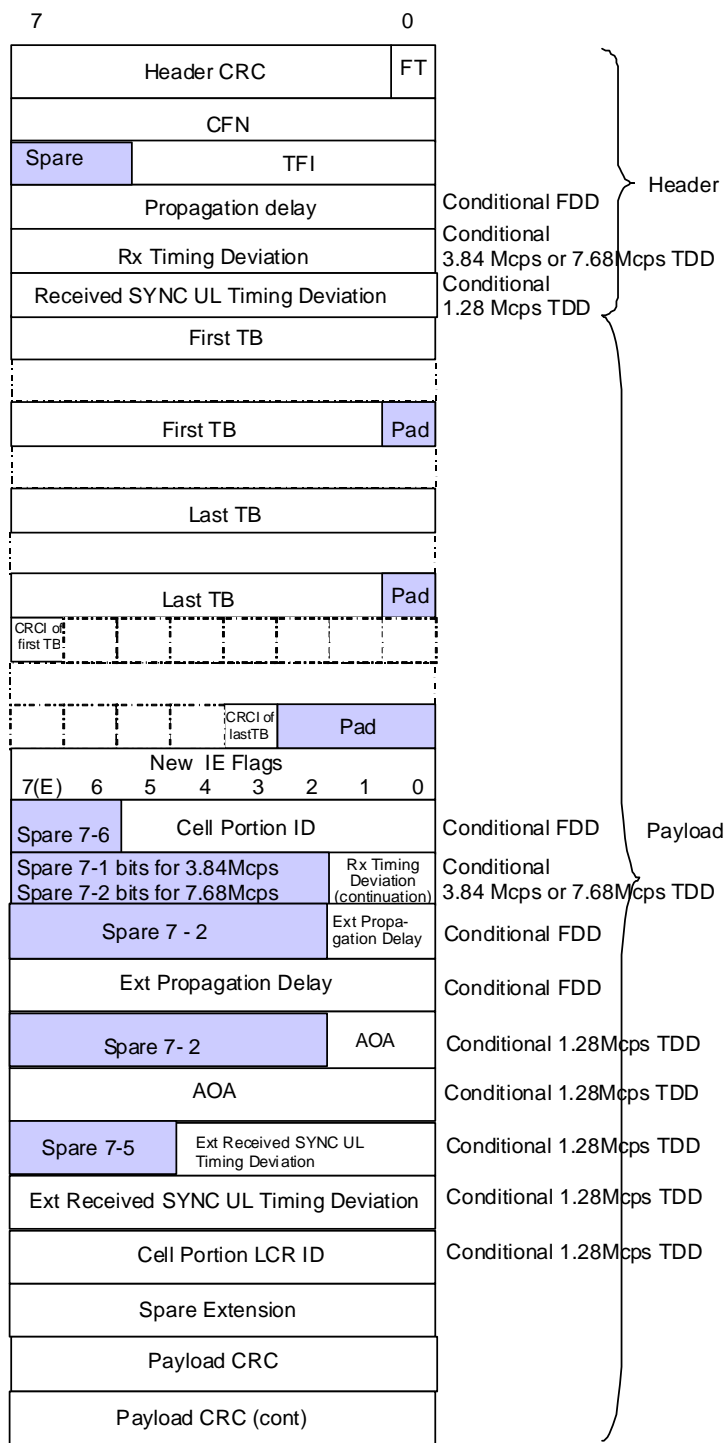 7 0
Header CRC FT
CFN
Spare TFI
Header
Propagation delay Conditional FDD
Rx Timing Deviation Conditional
3.84 Mcps or 7.68Mcps TDD
Received SYNC UL Timing Deviation Conditional
1.28 Mcps TDD
First TB
First TB Pad
Last TB
Last TB Pad
CRCI of
first TB
CRCI of
lastTB
Pad
New IE Flags
7(E) 6 5 4 3 2 1 0
Spare 7-6 Cell Portion ID Conditional FDD
Payload
Spare 7-1 bits for 3.84Mcps
Spare 7-2 bits for 7.68Mcps
Rx Timing
Deviation
(continuation)
Conditional
3.84 Mcps or 7.68Mcps TDD
Spare 7 - 2
Ext Propa-
gation Delay
Conditional FDD
Ext Propagation Delay Conditional FDD
Spare 7- 2 AOA Conditional 1.28Mcps TDD
AOA Conditional 1.28Mcps TDD
Spare 7-5
Ext Received SYNC UL
Timing Deviation
Conditional 1.28Mcps TDD
Ext Received SYNC UL Timing Deviation Conditional 1.28Mcps TDD
Cell Portion LCR ID Conditional 1.28Mcps TDD
Spare Extension
Payload CRC
Payload CRC (cont)